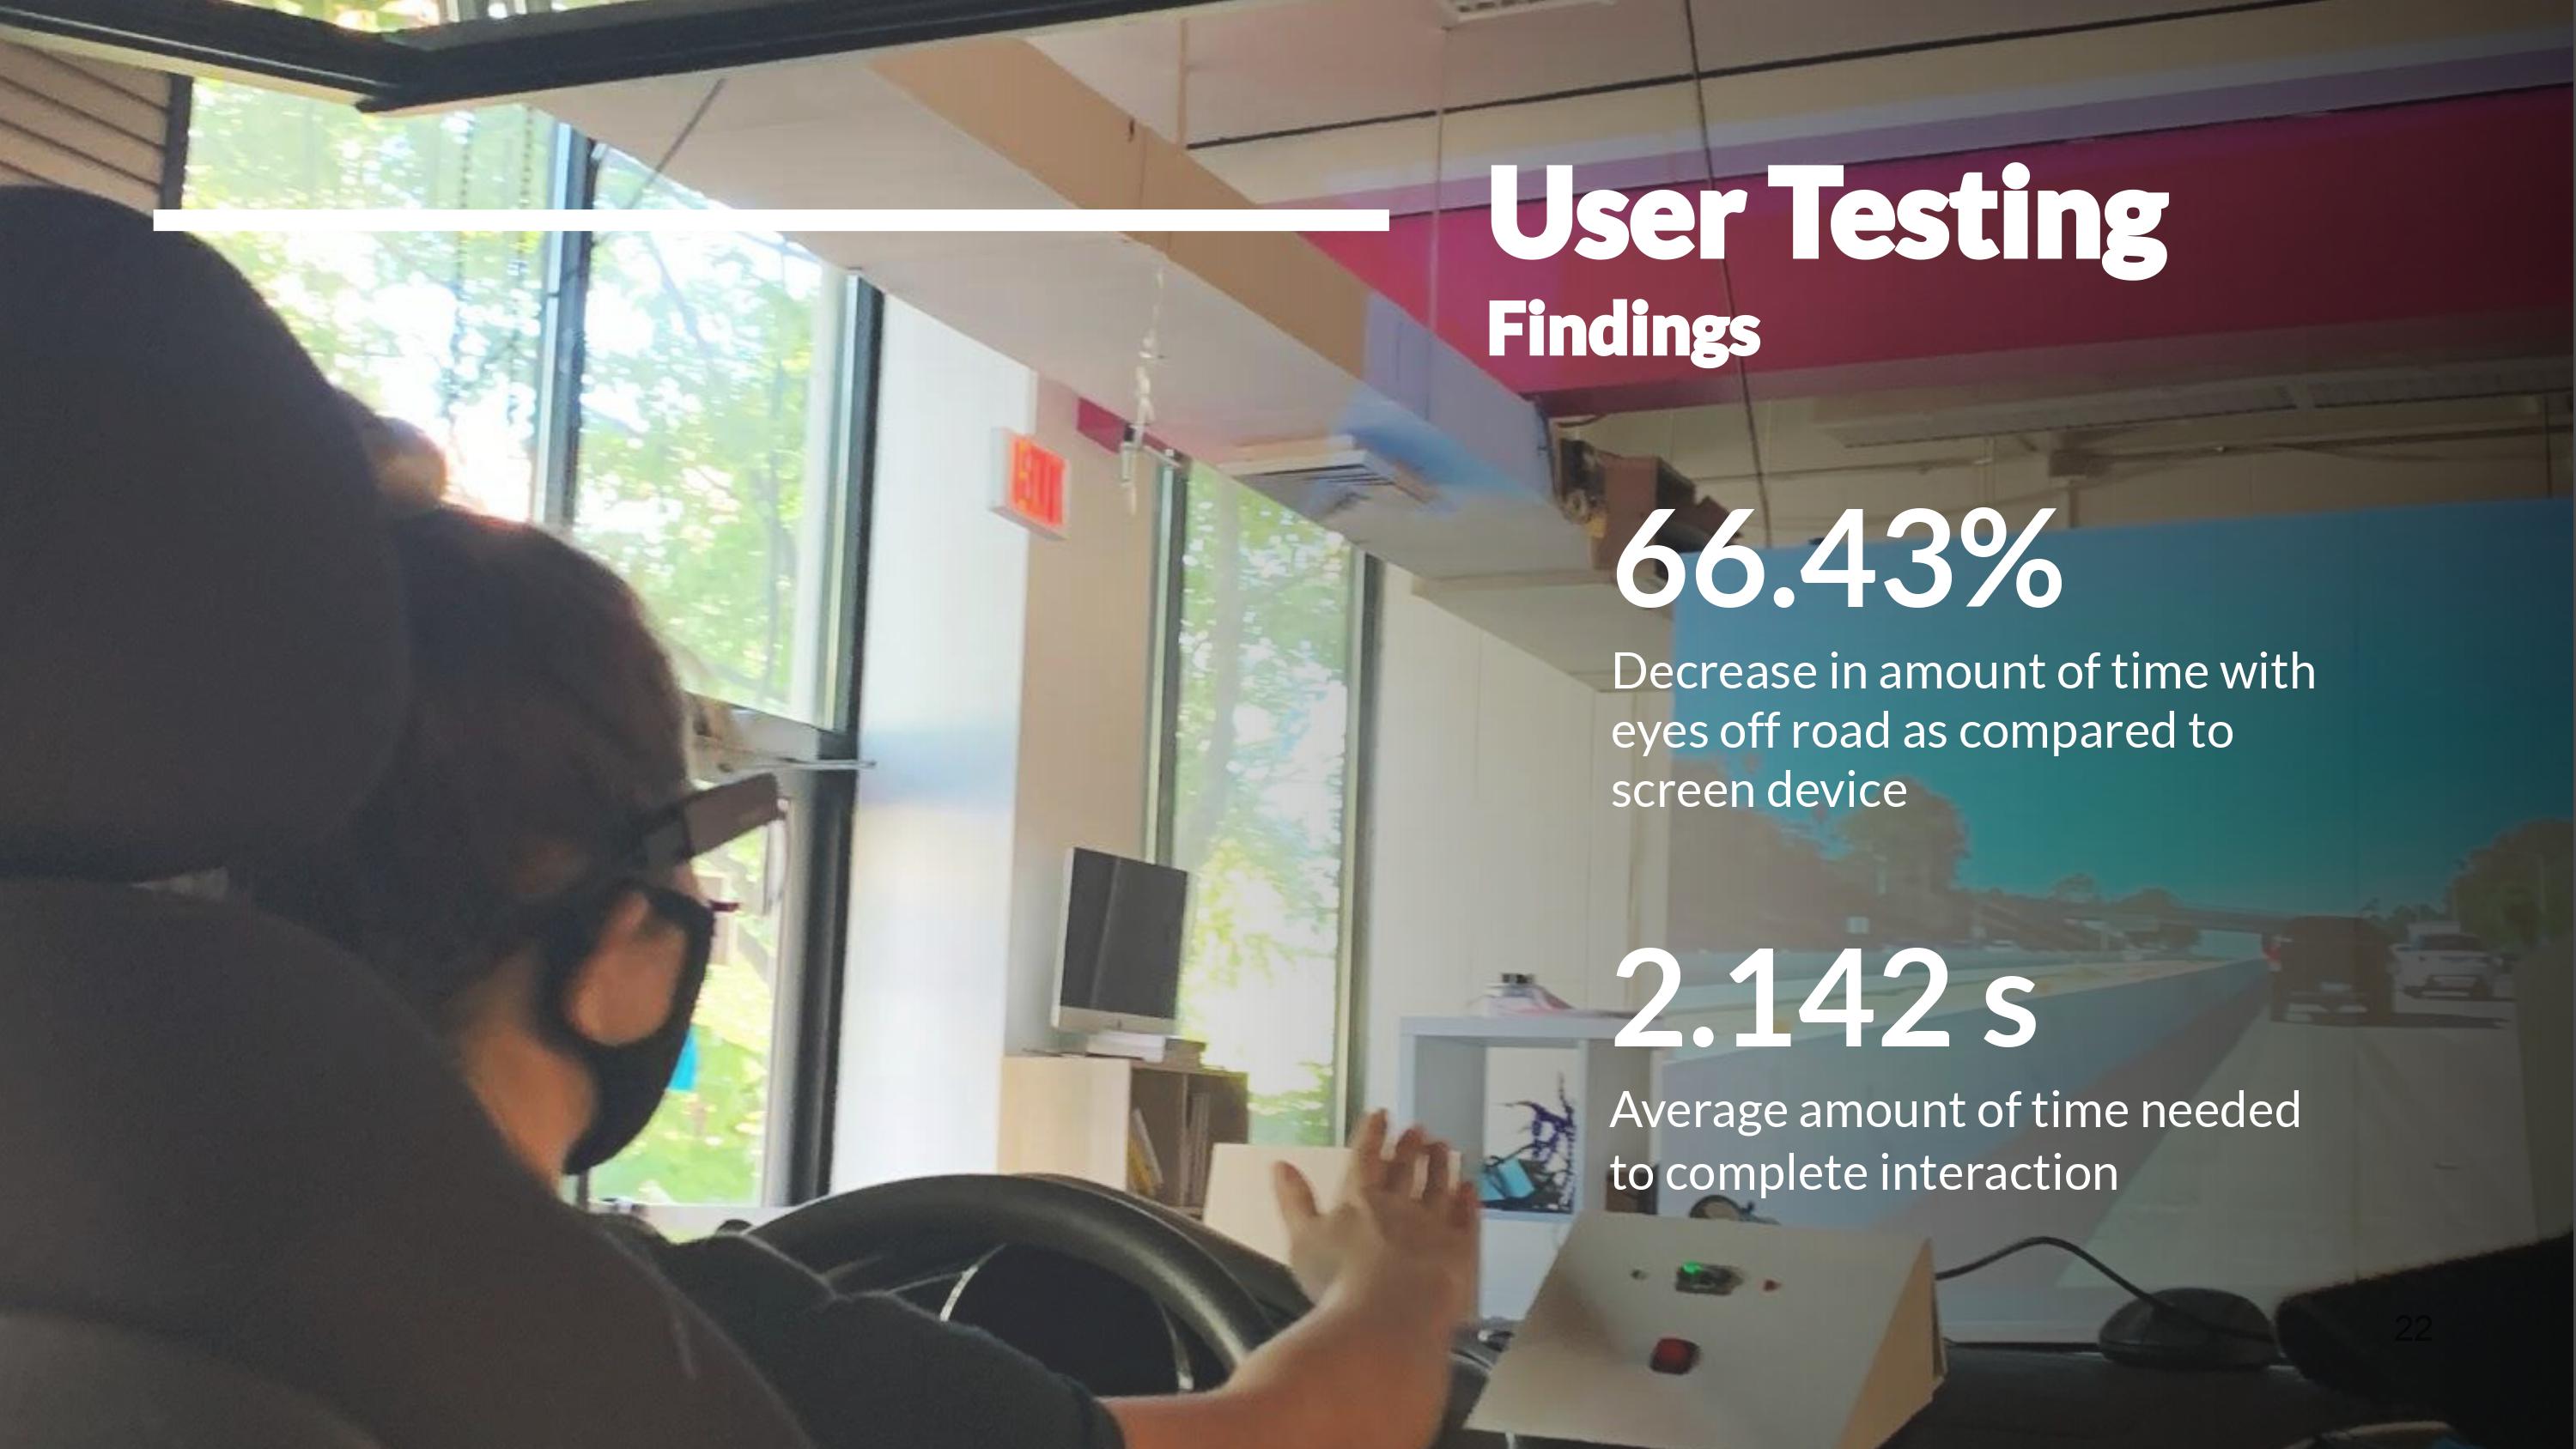 User Testing
Findings
66.43%
Decrease in amount of time with
eyes off road as compared to
screen device
2.142 s
Average amount of time needed
to complete interaction
EXIT
22